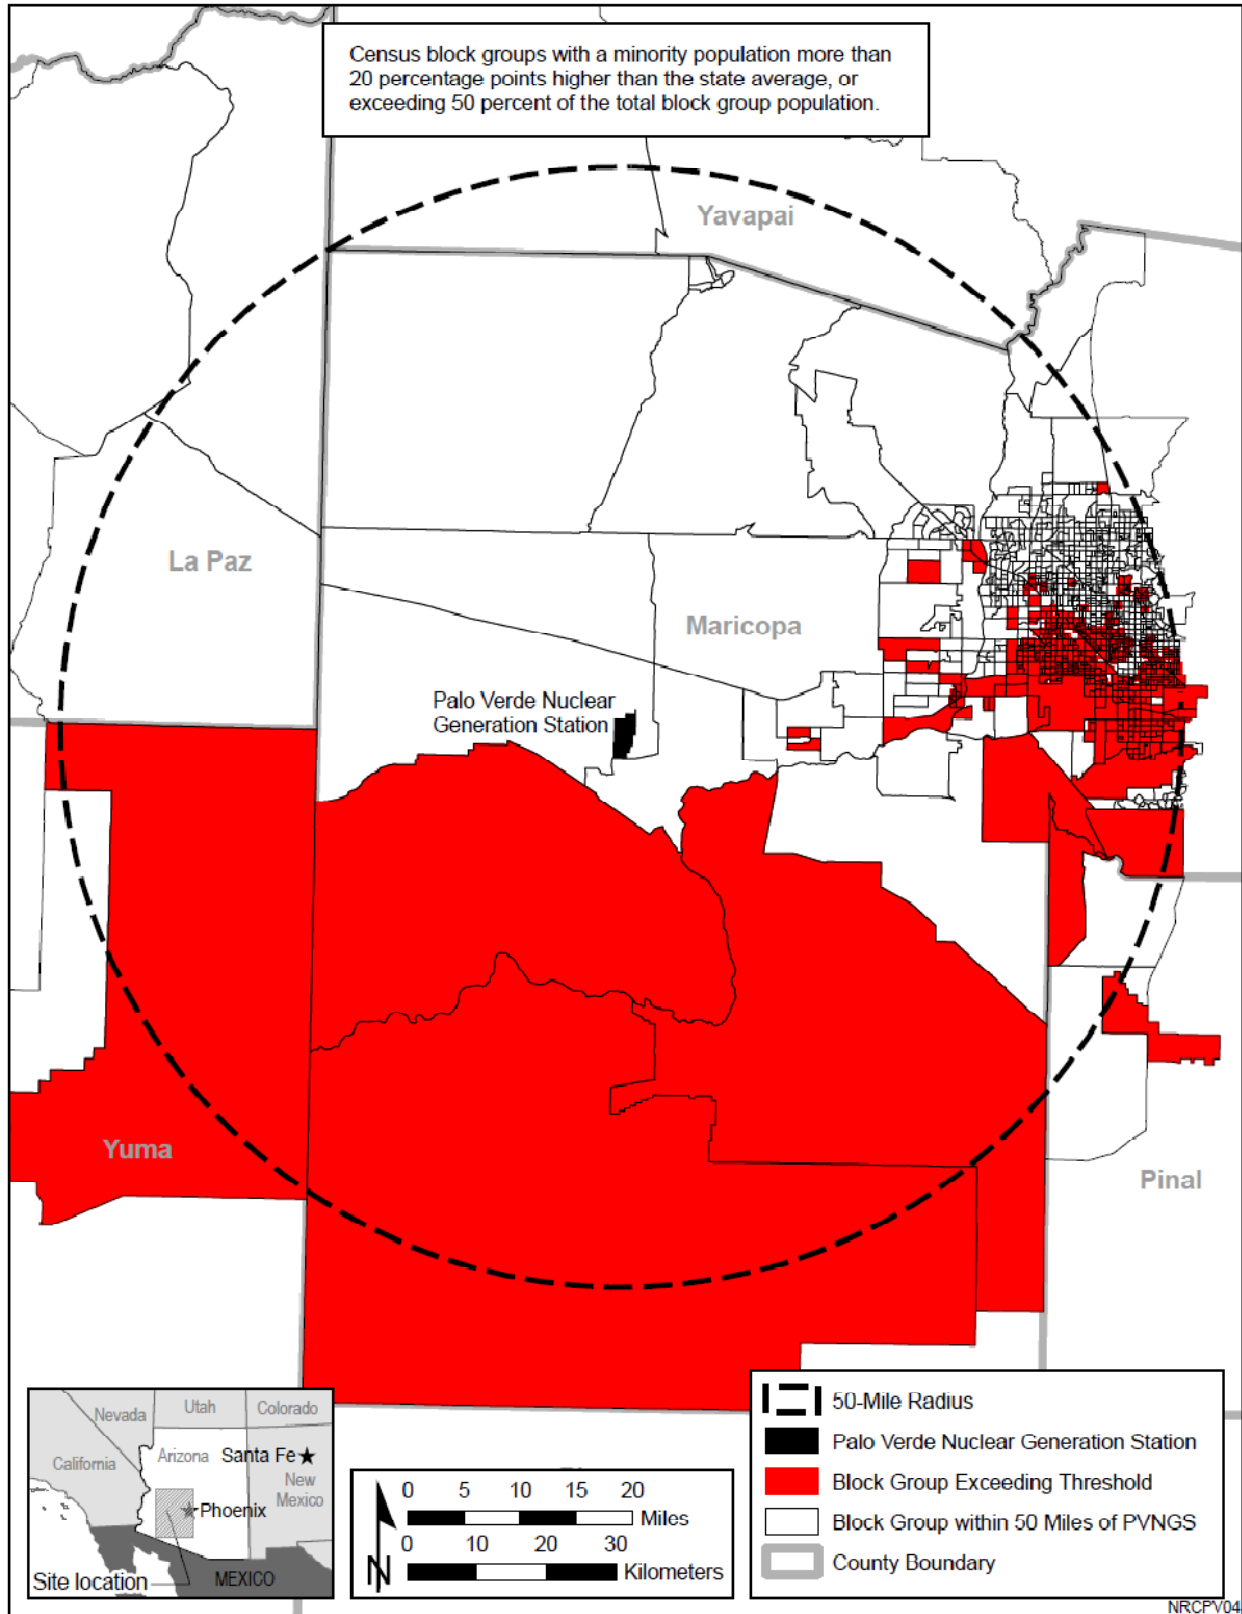 Census block groups with a minority population more than
20 percentage points higher than the state average, or
exceeding 50 percent of the total block group population.
Yavapai
La Paz
Maricopa
Palo Verde Nuclear
Generation Station
Yuma
Pinal
Nevada
Utah
Colorado
California
Arizona
Santa Fe
New
Mexico
Phoenix
Site location
MEXICO
0 5 10 15 20
Miles
0 10 20 30
Kilometers
N
50-Mile Radius
Palo Verde Nuclear Generation Station
Block Group Exceeding Threshold
Block Group within 50 Miles of PVNGS
County Boundary
NRCPV04